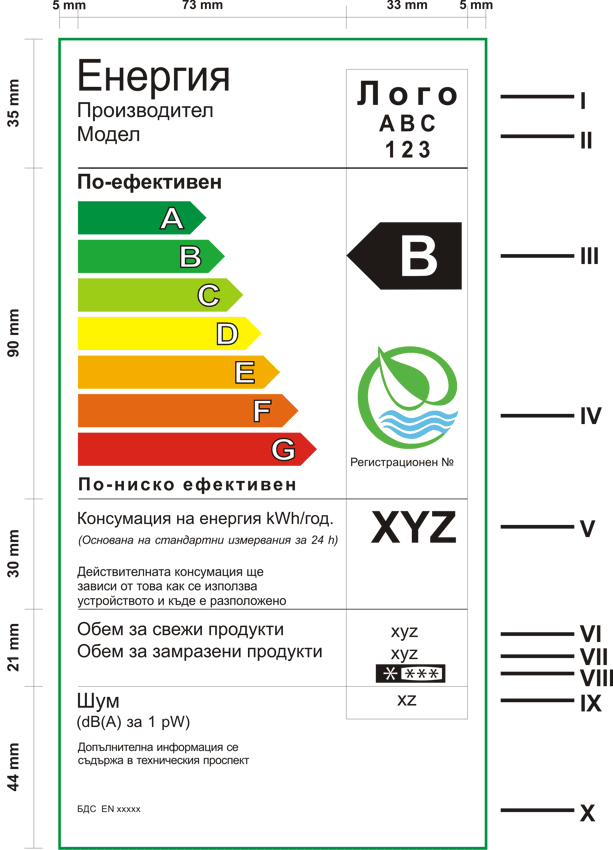 5 mm 73 mm 33 mm 5 mm
35 mm
Енергия
Производител
Модел
Лого
ABC
123
I
II
90 mm
По-ефективен
A
B
C
D
E
F
G
По-ниско ефективен
B
III
Регистрационен №
IV
30 mm
Консумация на енергия kWh/год.
(Основана на стандартни измервания за 24 h)
XYZ
V
Действителната консумация ще
зависи от това как се използва
устройството и къде е разположено
21 mm
Обем за свежи продукти xyz VI
Обем за замразени продукти xyz VII
* *** VIII
44 mm
Шум xz IX
(dB(A) за 1 pW)
Допълнителна информация се
съдържа в техническия проспект
БДС EN xxxxx X